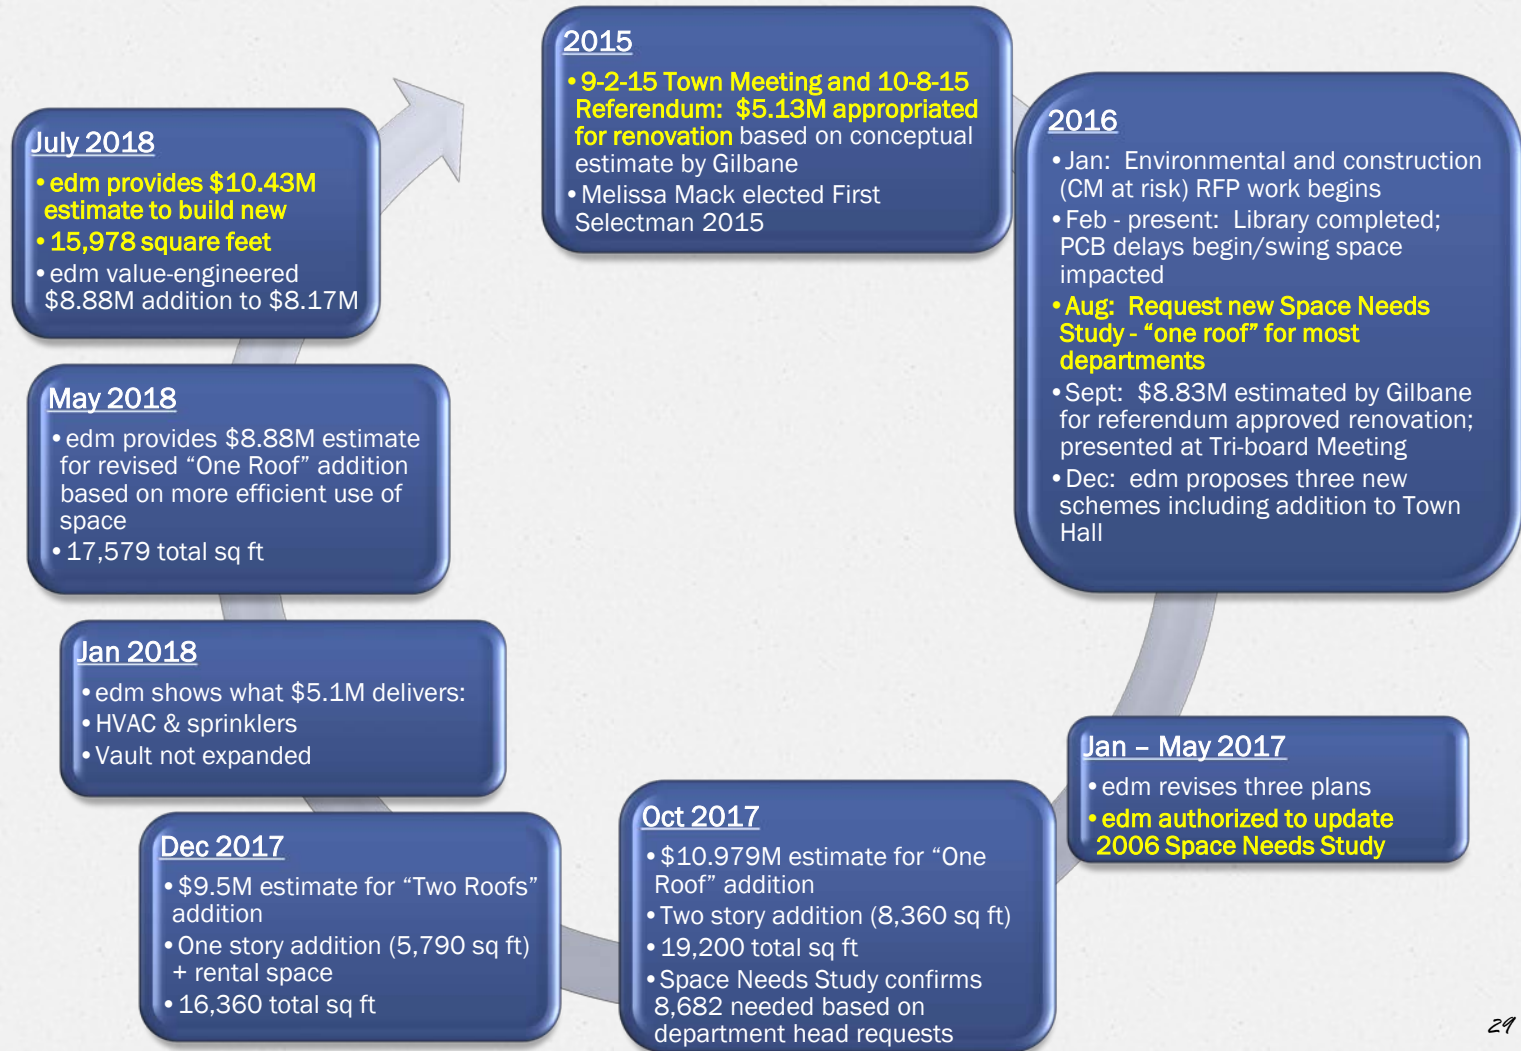 2015
• 9-2-15 Town Meeting and 10-8-15
Referendum: $5.13M appropriated
for renovation based on conceptual
estimate by Gilbane
• Melissa Mack elected First
Selectman 2015
2016
• Jan: Environmental and construction
(CM at risk) RFP work begins
• Feb - present: Library completed;
PCB delays begin/swing space
impacted
• Aug: Request new Space Needs
Study - “one roof” for most
departments
• Sept: $8.83M estimated by Gilbane
for referendum approved renovation;
presented at Tri-board Meeting
• Dec: edm proposes three new
schemes including addition to Town
Hall
Jan – May 2017
• edm revises three plans
• edm authorized to update
2006 Space Needs Study
Oct 2017
• $10.979M estimate for “One
Roof” addition
• Two story addition (8,360 sq ft)
• 19,200 total sq ft
• Space Needs Study confirms
8,682 needed based on
department head requests
Dec 2017
• $9.5M estimate for “Two Roofs”
addition
• One story addition (5,790 sq ft)
+ rental space
• 16,360 total sq ft
Jan 2018
• edm shows what $5.1M delivers:
• HVAC & sprinklers
• Vault not expanded
May 2018
• edm provides $8.88M estimate
for revised “One Roof” addition
based on more efficient use of
space
• 17,579 total sq ft
July 2018
• edm provides $10.43M
estimate to build new
• 15,978 square feet
• edm value-engineered
$8.88M addition to $8.17M
29